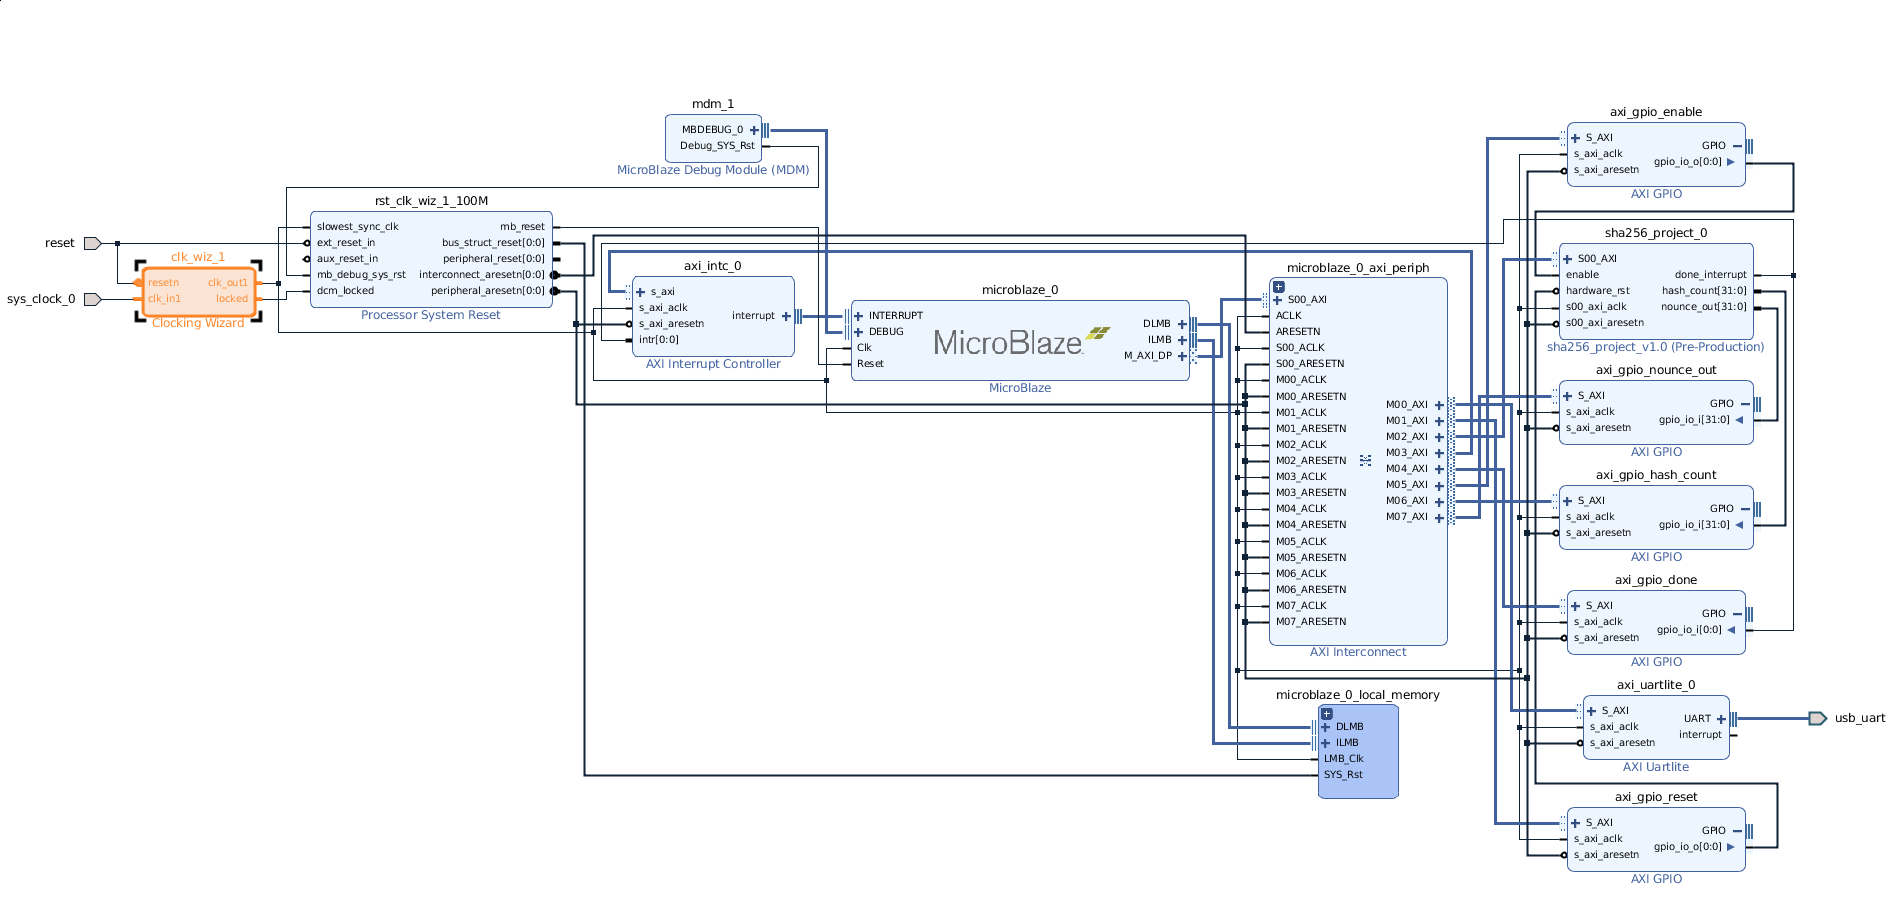 reset
sys_clock_0
clk_wiz_1
resetn
clk_in1
clk_out1
locked
Clocking Wizard
rst_clk_wiz_1_100M
slowest_sync_clk
ext_reset_in
aux_reset_in
mb_debug_sys_rst
dcm_locked
mb_reset
bus_struct_reset[0:0]
peripheral_reset[0:0]
interconnect_aresetn[0:0]
peripheral_aresetn[0:0]
Processor System Reset
mdm_1
MBDEBUG_0
Debug_SYS_Rst
MicroBlaze Debug Module (MDM)
axi_intc_0
s_axi
s_axi_aclk
s_axi_aresetn
intr[0:0]
interrupt
AXI Interrupt Controller
microblaze_0
INTERRUPT
DEBUG
Clk
Reset
MicroBlaze
DLMB
ILMB
M_AXI_DP
MicroBlaze
microblaze_0_axi_periph
S00_AXI
ACLK
ARESETN
S00_ACLK
S00_ARESETN
M00_ACLK
M00_ARESETN
M01_ACLK
M01_ARESETN
M02_ACLK
M02_ARESETN
M03_ACLK
M03_ARESETN
M04_ACLK
M04_ARESETN
M05_ACLK
M05_ARESETN
M06_ACLK
M06_ARESETN
M07_ACLK
M07_ARESETN
M00_AXI
M01_AXI
M02_AXI
M03_AXI
M04_AXI
M05_AXI
M06_AXI
M07_AXI
AXI Interconnect
microblaze_0_local_memory
DLMB
ILMB
LMB_Clk
SYS_Rst
axi_gpio_enable
S_AXI
s_axi_aclk
s_axi_aresetn
GPIO
gpio_io_o[0:0]
AXI GPIO
sha256_project_0
S00_AXI
enable
hardware_rst
s00_axi_aclk
s00_axi_aresetn
done_interrupt
hash_count[31:0]
nounce_out[31:0]
sha256_project_v1.0 (Pre-Production)
axi_gpio_nounce_out
S_AXI
s_axi_aclk
s_axi_aresetn
GPIO
gpio_io_i[31:0]
AXI GPIO
axi_gpio_hash_count
S_AXI
s_axi_aclk
s_axi_aresetn
GPIO
gpio_io_i[31:0]
AXI GPIO
axi_gpio_done
S_AXI
s_axi_aclk
s_axi_aresetn
GPIO
gpio_io_i[0:0]
AXI GPIO
axi_uartlite_0
S_AXI
s_axi_aclk
s_axi_aresetn
UART
interrupt
AXI Uartlite
usb_uart
axi_gpio_reset
S_AXI
s_axi_aclk
s_axi_aresetn
GPIO
gpio_io_o[0:0]
AXI GPIO